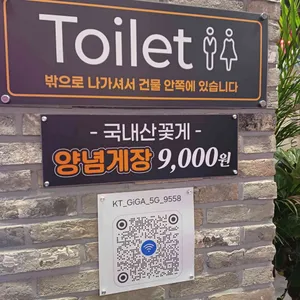 Toilet
밖으로 나가셔서 건물 안쪽에 있습니다
- 국내산꽃게 -
양념게장 9,000원
KT_GiGA_5G_9558